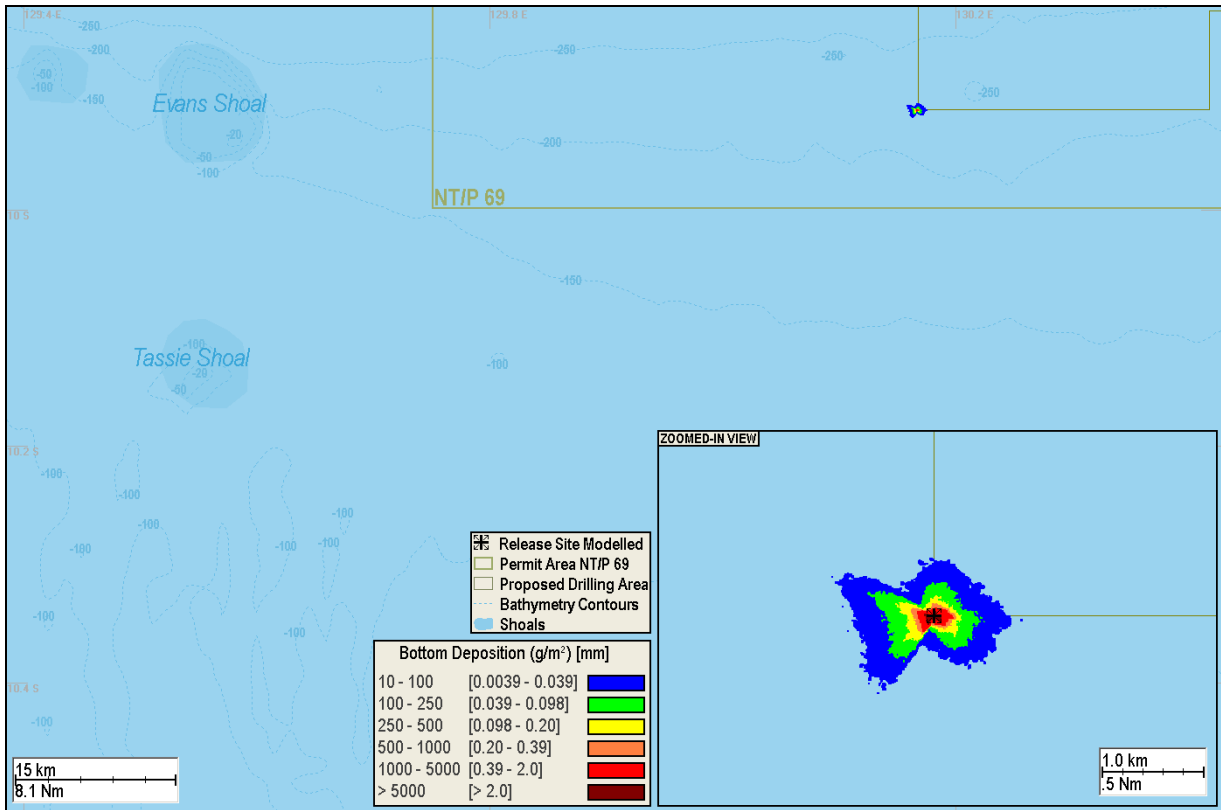 129.4 E
129.8 E
130.2 E
-250
-200
-250
-250
-250
-50
-100
-150
Evans Shoal
-20
-50
-100
-200
NT/P 69
10 S
-150
-100
Tassie Shoal
-20
-50
-100
10.2 S
-100
-100
-100
-100
-100
-100
-100
-100
10.4 S
-100
ZOOMED-IN VIEW
Release Site Modelled
Permit Area NT/P 69
Proposed Drilling Area
Bathymetry Contours
Shoals
Bottom Deposition (g/m²) [mm]
10 - 100 [0.0039 - 0.039]
100 - 250 [0.039 - 0.098]
250 - 500 [0.098 - 0.20]
500 - 1000 [0.20 - 0.39]
1000 - 5000 [0.39 - 2.0]
> 5000 [> 2.0]
15 km
8.1 Nm
1.0 km
.5 Nm